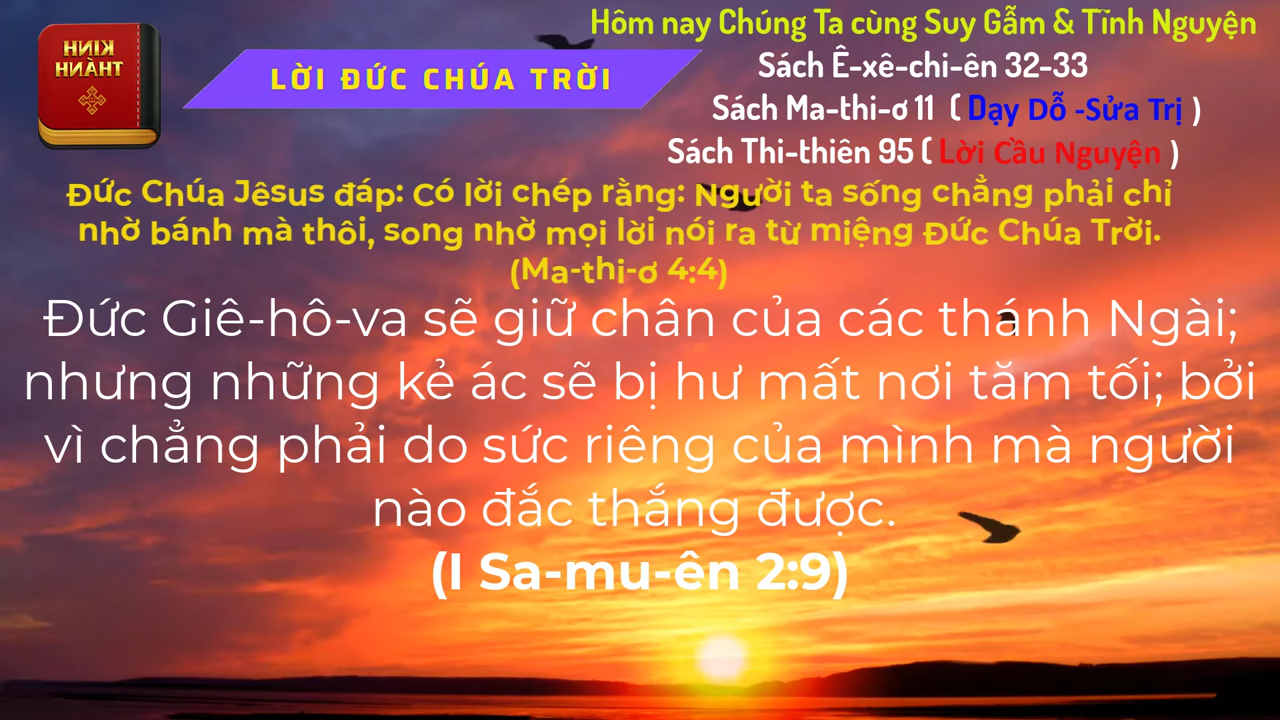 KINH
THÁNH
LỜI ĐỨC CHÚA TRỜI
Hôm nay Chúng Ta cùng Suy Gẫm & Tĩnh Nguyện
Sách Ê-xê-chi-ên 32-33
Sách Ma-thi-ơ 11 ( Dạy Dỗ -Sửa Trị )
Sách Thi-thiên 95 ( Lời Cầu Nguyện )
Đức Chúa Jêsus đáp: Có lời chép rằng: Người ta sống chẳng phải chỉ
nhờ bánh mà thôi, song nhờ mọi lời nói ra từ miệng Đức Chúa Trời.
(Ma-thi-ơ 4:4)
Đức Giê-hô-va sẽ giữ chân của các thánh Ngài;
nhưng những kẻ ác sẽ bị hư mất nơi tăm tối; bởi
vì chẳng phải do sức riêng của mình mà người
nào đắc thắng được.
(I Sa-mu-ên 2:9)